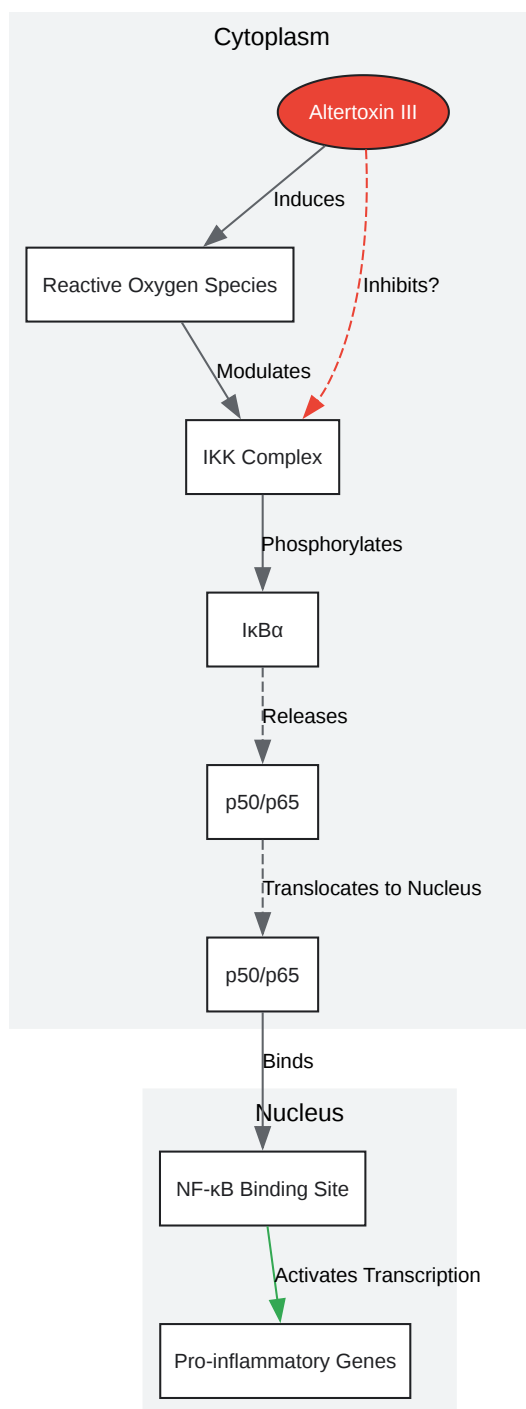 Cytoplasm
Altertoxin III
Induces
Reactive Oxygen Species
Inhibits?
Modulates
IKK Complex
Phosphorylates
IκBα
Releases
p50/p65
Translocates to Nucleus
p50/p65
Binds
Nucleus
NF-κB Binding Site
Activates Transcription
Pro-inflammatory Genes